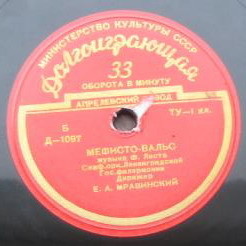 МИНИСТЕРСТВО КУЛЬТУРЫ СССР
Долгоиграющая
33
ОБОРОТА В МИНУТУ
АПРЕЛЕВСКИЙ ЗАВОД
Б
Д—1097
ТУ—1 кл.
МЕФИСТО-ВАЛЬС
музыка Ф. Листа
Симф. орк. Ленинградской
Гос. филармонии
Дирижер
Е. А. МРАВИНСКИЙ